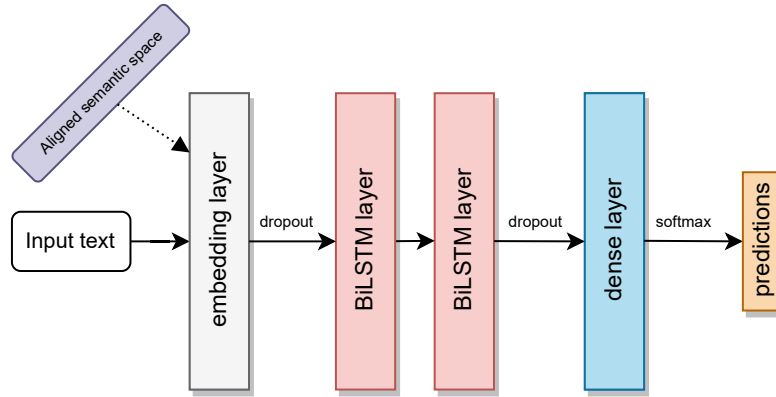 Aligned semantic space
Input text
embedding layer
dropout
BiLSTM layer
BiLSTM layer
dropout
dense layer
softmax
predictions